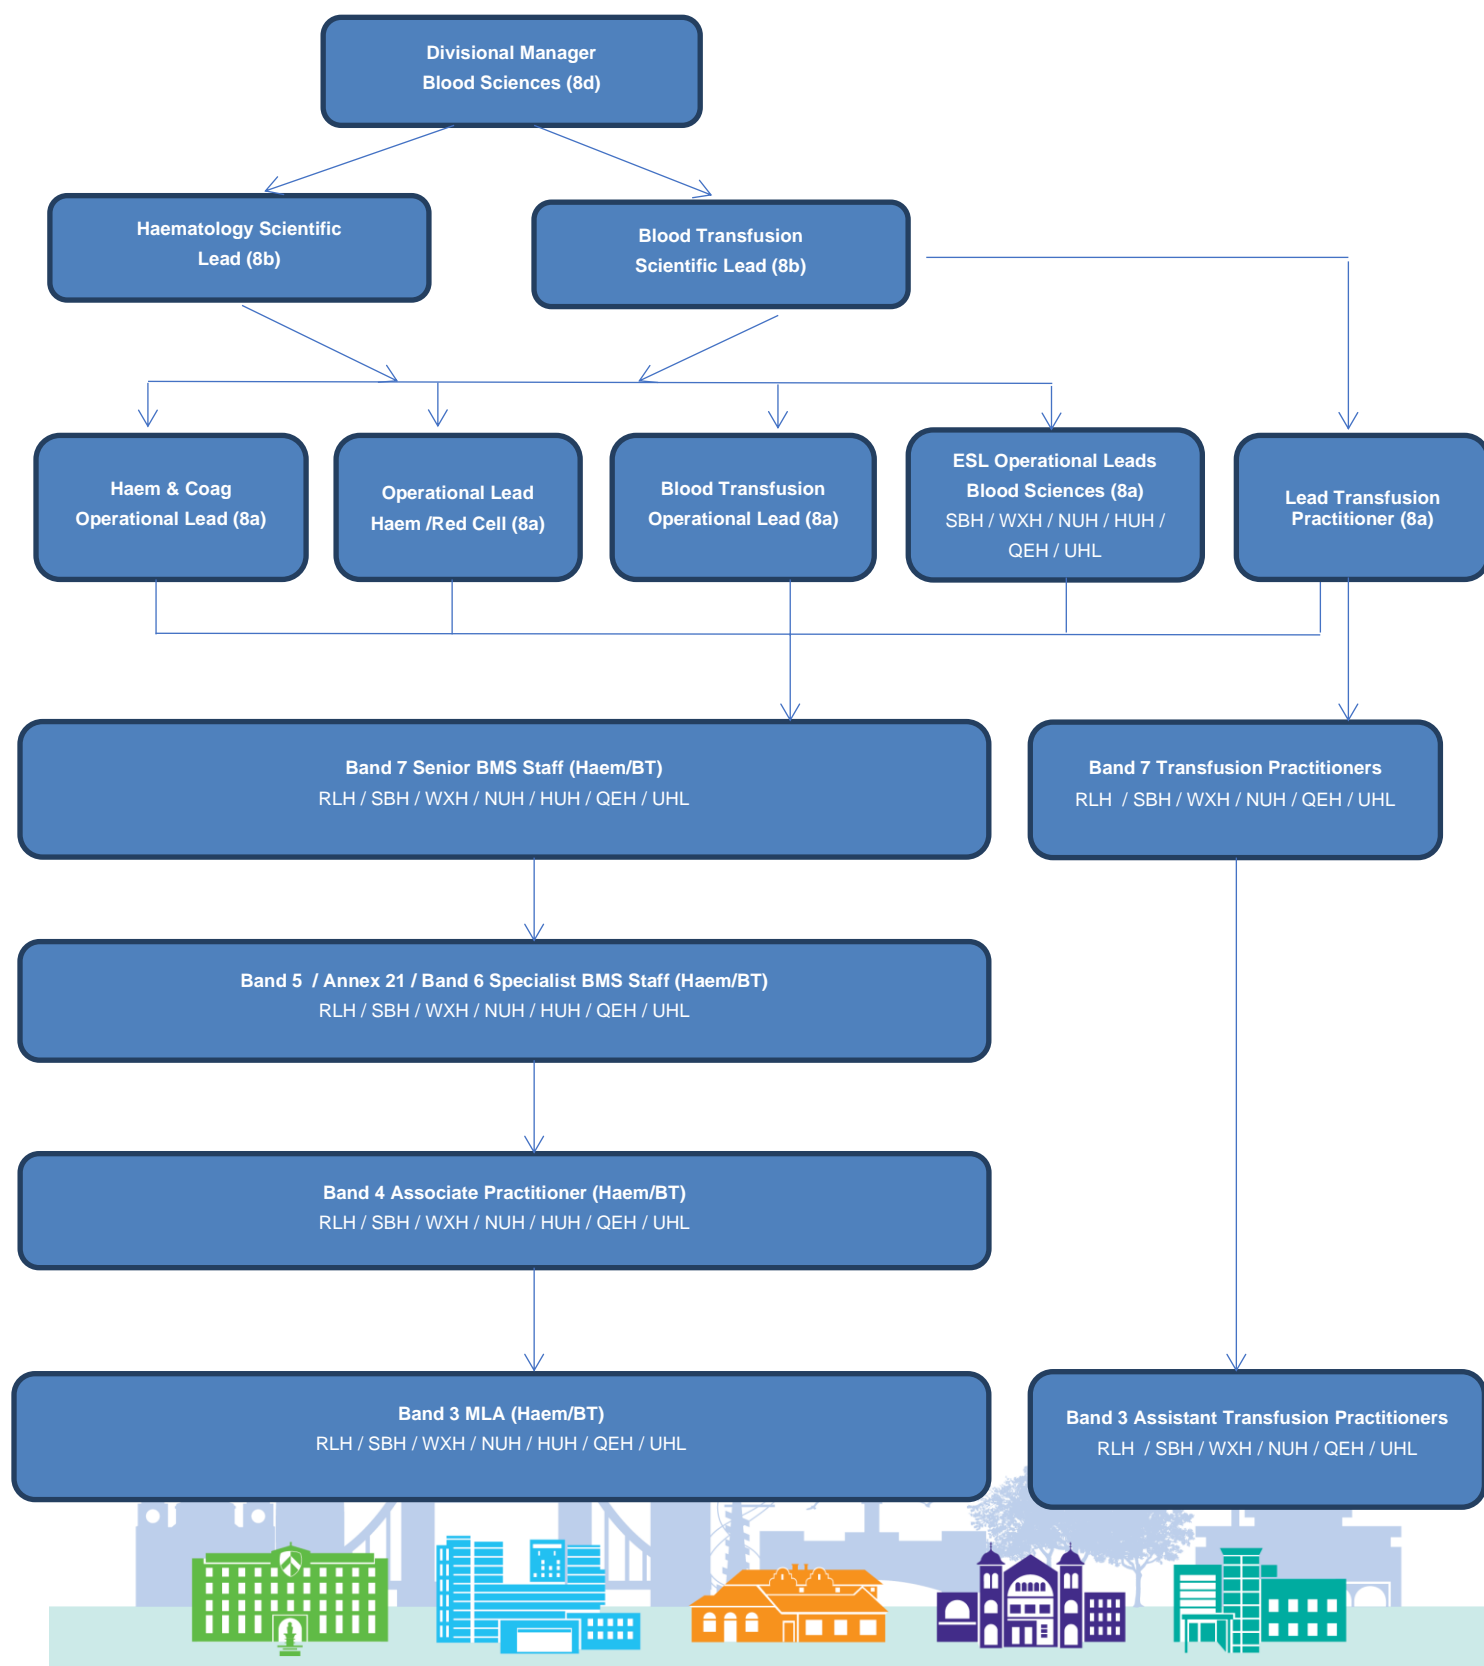 Divisional Manager
Blood Sciences (8d)
Haematology Scientific
Lead (8b)
Blood Transfusion
Scientific Lead (8b)
Haem & Coag
Operational Lead (8a)
Operational Lead
Haem /Red Cell (8a)
Blood Transfusion
Operational Lead (8a)
ESL Operational Leads
Blood Sciences (8a)
SBH / WXH / NUH / HUH /
QEH / UHL
Lead Transfusion
Practitioner (8a)
Band 7 Senior BMS Staff (Haem/BT)
RLH / SBH / WXH / NUH / HUH / QEH / UHL
Band 7 Transfusion Practitioners
RLH / SBH / WXH / NUH / QEH / UHL
Band 5 / Annex 21 / Band 6 Specialist BMS Staff (Haem/BT)
RLH / SBH / WXH / NUH / HUH / QEH / UHL
Band 4 Associate Practitioner (Haem/BT)
RLH / SBH / WXH / NUH / HUH / QEH / UHL
Band 3 MLA (Haem/BT)
RLH / SBH / WXH / NUH / HUH / QEH / UHL
Band 3 Assistant Transfusion Practitioners
RLH / SBH / WXH / NUH / QEH / UHL